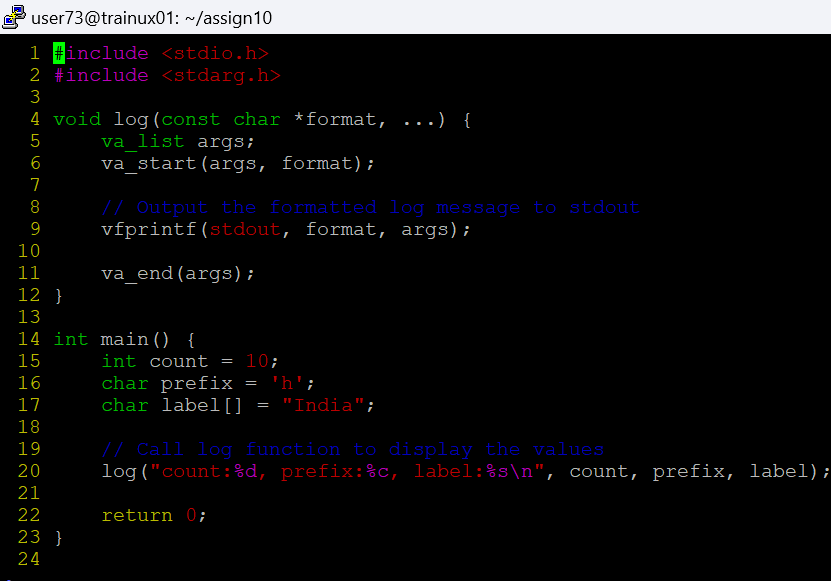 user73@trainux01: ~/assign10
1 #include <stdio.h>
2 #include <stdarg.h>
3
4 void log(const char *format, ...) {
5     va_list args;
6     va_start(args, format);
7
8     // Output the formatted log message to stdout
9     vfprintf(stdout, format, args);
10
11     va_end(args);
12 }
13
14 int main() {
15     int count = 10;
16     char prefix = 'h';
17     char label[] = "India";
18
19     // Call log function to display the values
20     log("count:%d, prefix:%c, label:%s\n", count, prefix, label);
21
22     return 0;
23 }
24